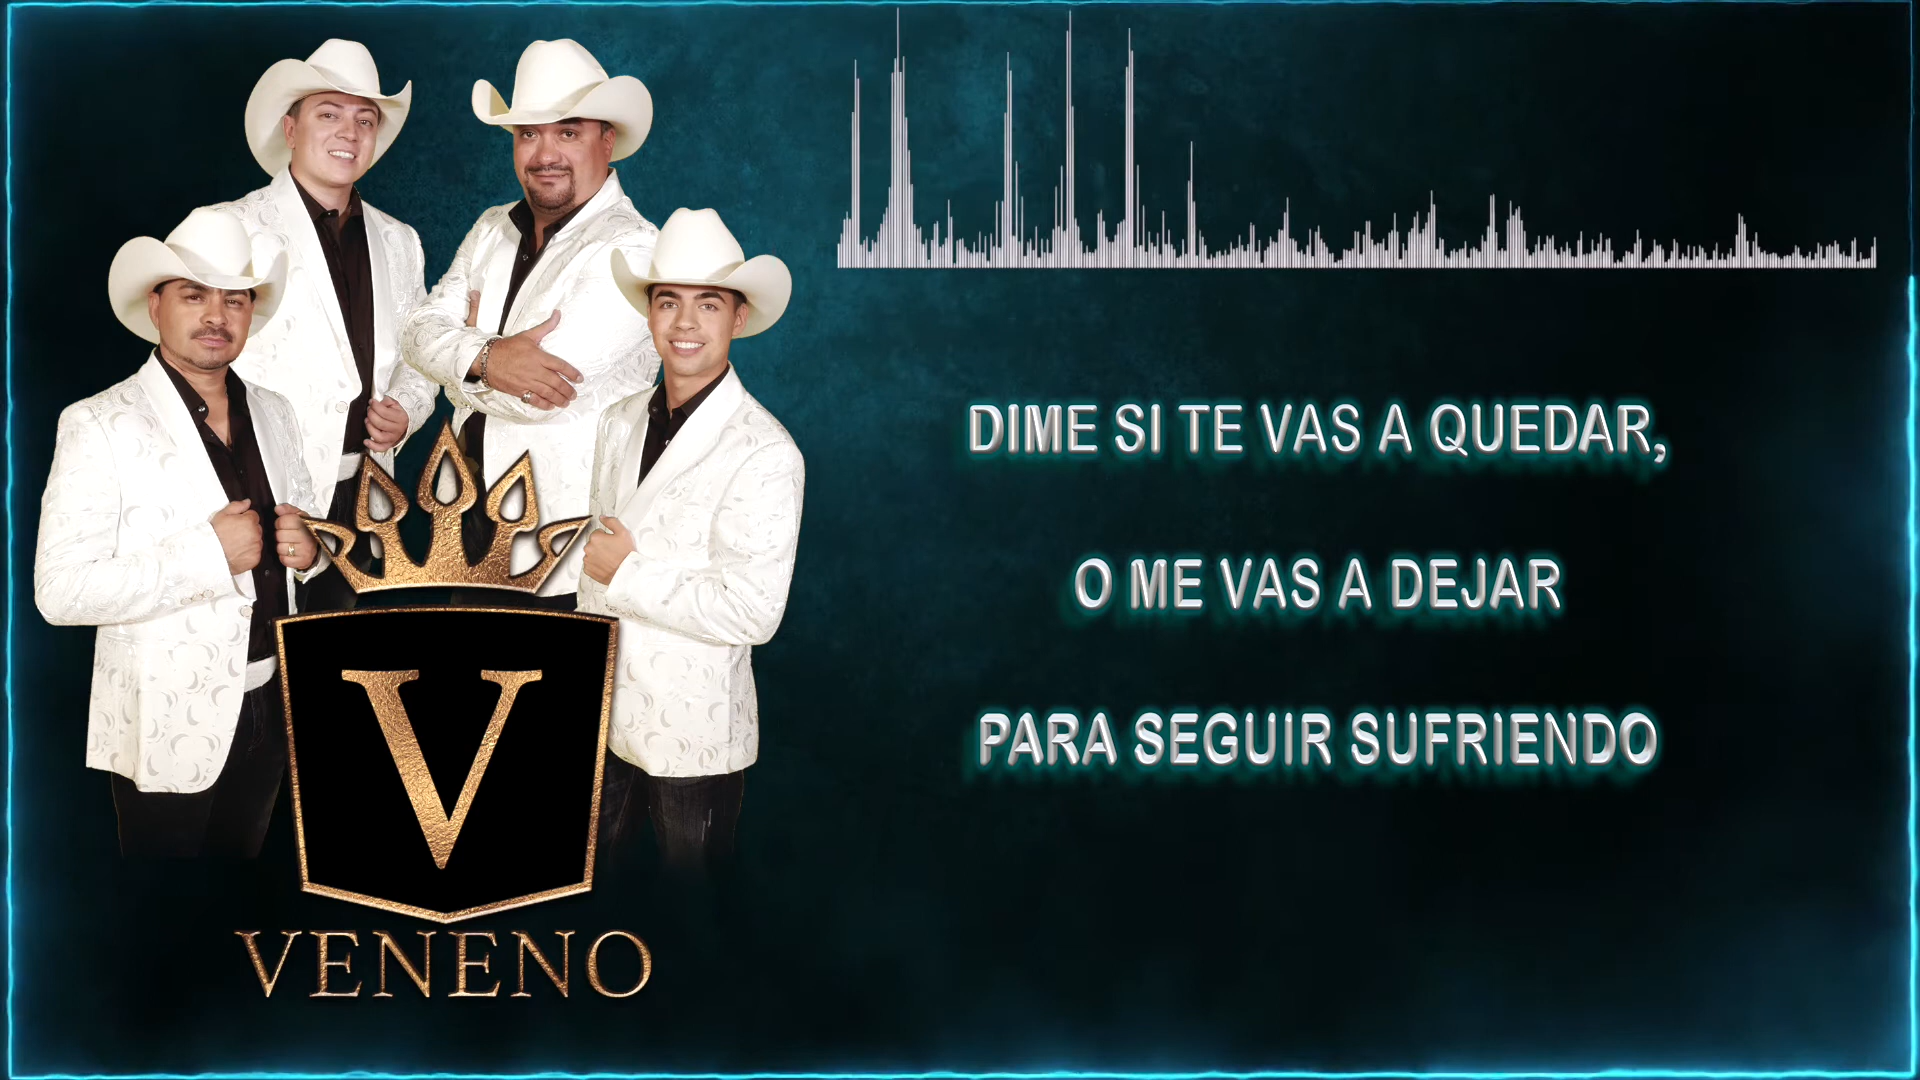 DIME SI TE VAS A QUEDAR,
O ME VAS A DEJAR
PARA SEGUIR SUFRIENDO
V
VENENO